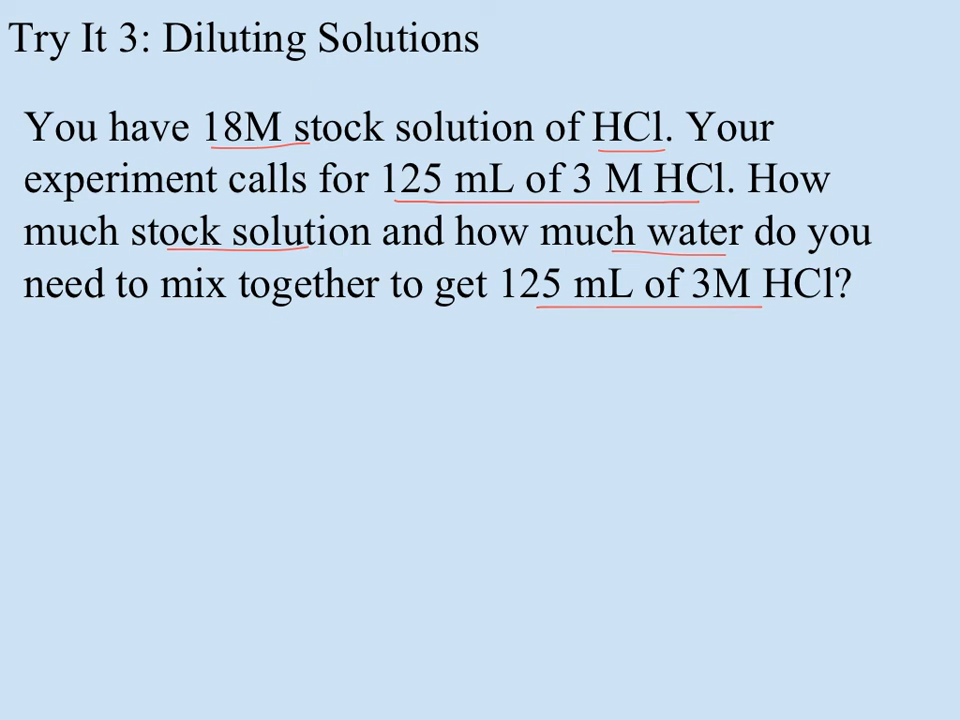 Try It 3: Diluting Solutions
You have 18M stock solution of HCl. Your
experiment calls for 125 mL of 3 M HCl. How
much stock solution and how much water do you
need to mix together to get 125 mL of 3M HCl?